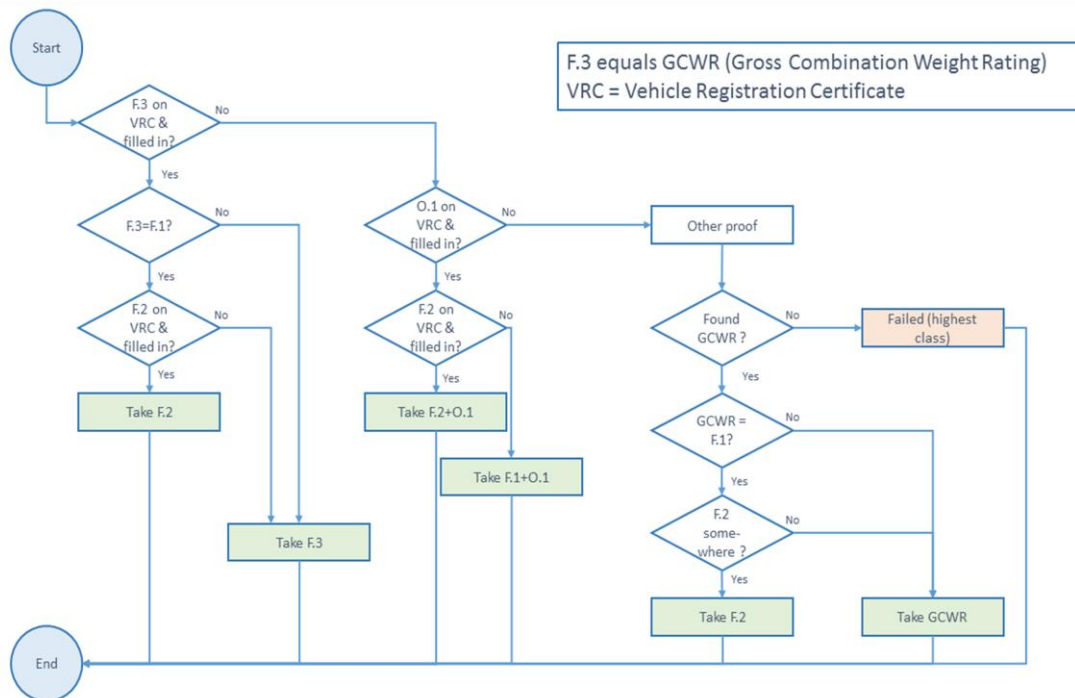 Start
F.3 equals GCWR (Gross Combination Weight Rating)
VRC = Vehicle Registration Certificate
F.3 on
VRC &
filled in?
No
Yes
F.3=F.1?
No
Yes
F.2 on
VRC &
filled in?
No
Yes
Take F.2
Take F.3
O.1 on
VRC &
filled in?
No
Yes
F.2 on
VRC &
filled in?
No
Yes
Take F.2+O.1
Take F.1+O.1
Other proof
Found
GCWR ?
No
Failed (highest
class)
Yes
GCWR =
F.1?
No
Yes
F.2
some-
where ?
No
Yes
Take F.2
Take GCWR
End